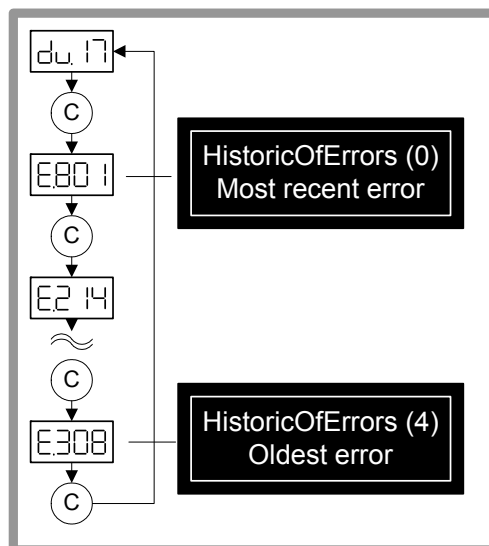 du.17
C
E.801
HistoricOfErrors (0)
Most recent error
C
E.214
C
E.308
HistoricOfErrors (4)
Oldest error
C